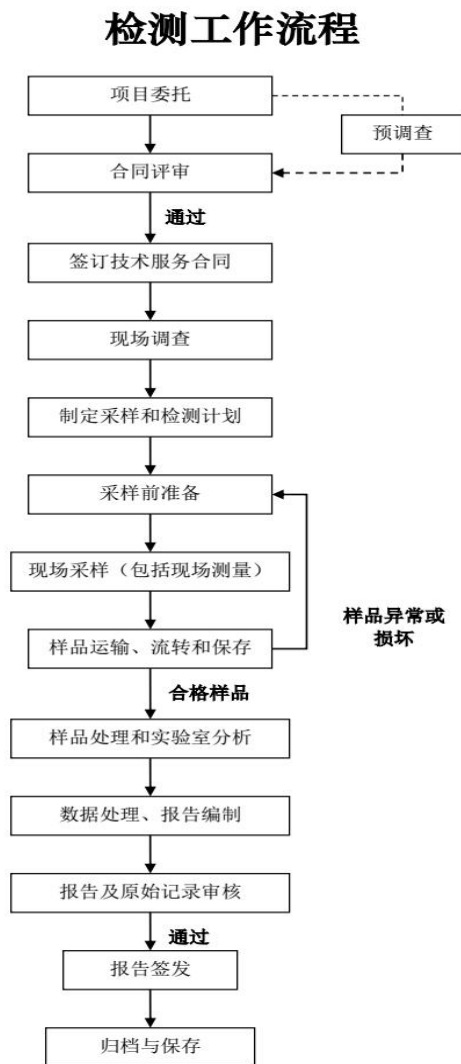 检测工作流程
项目委托
预调查
合同评审
通过
签订技术服务合同
现场调查
制定采样和检测计划
采样前准备
现场采样（包括现场测量）
样品异常或
损坏
样品运输、流转和保存
合格样品
样品处理和实验室分析
数据处理、报告编制
报告及原始记录审核
通过
报告签发
归档与保存